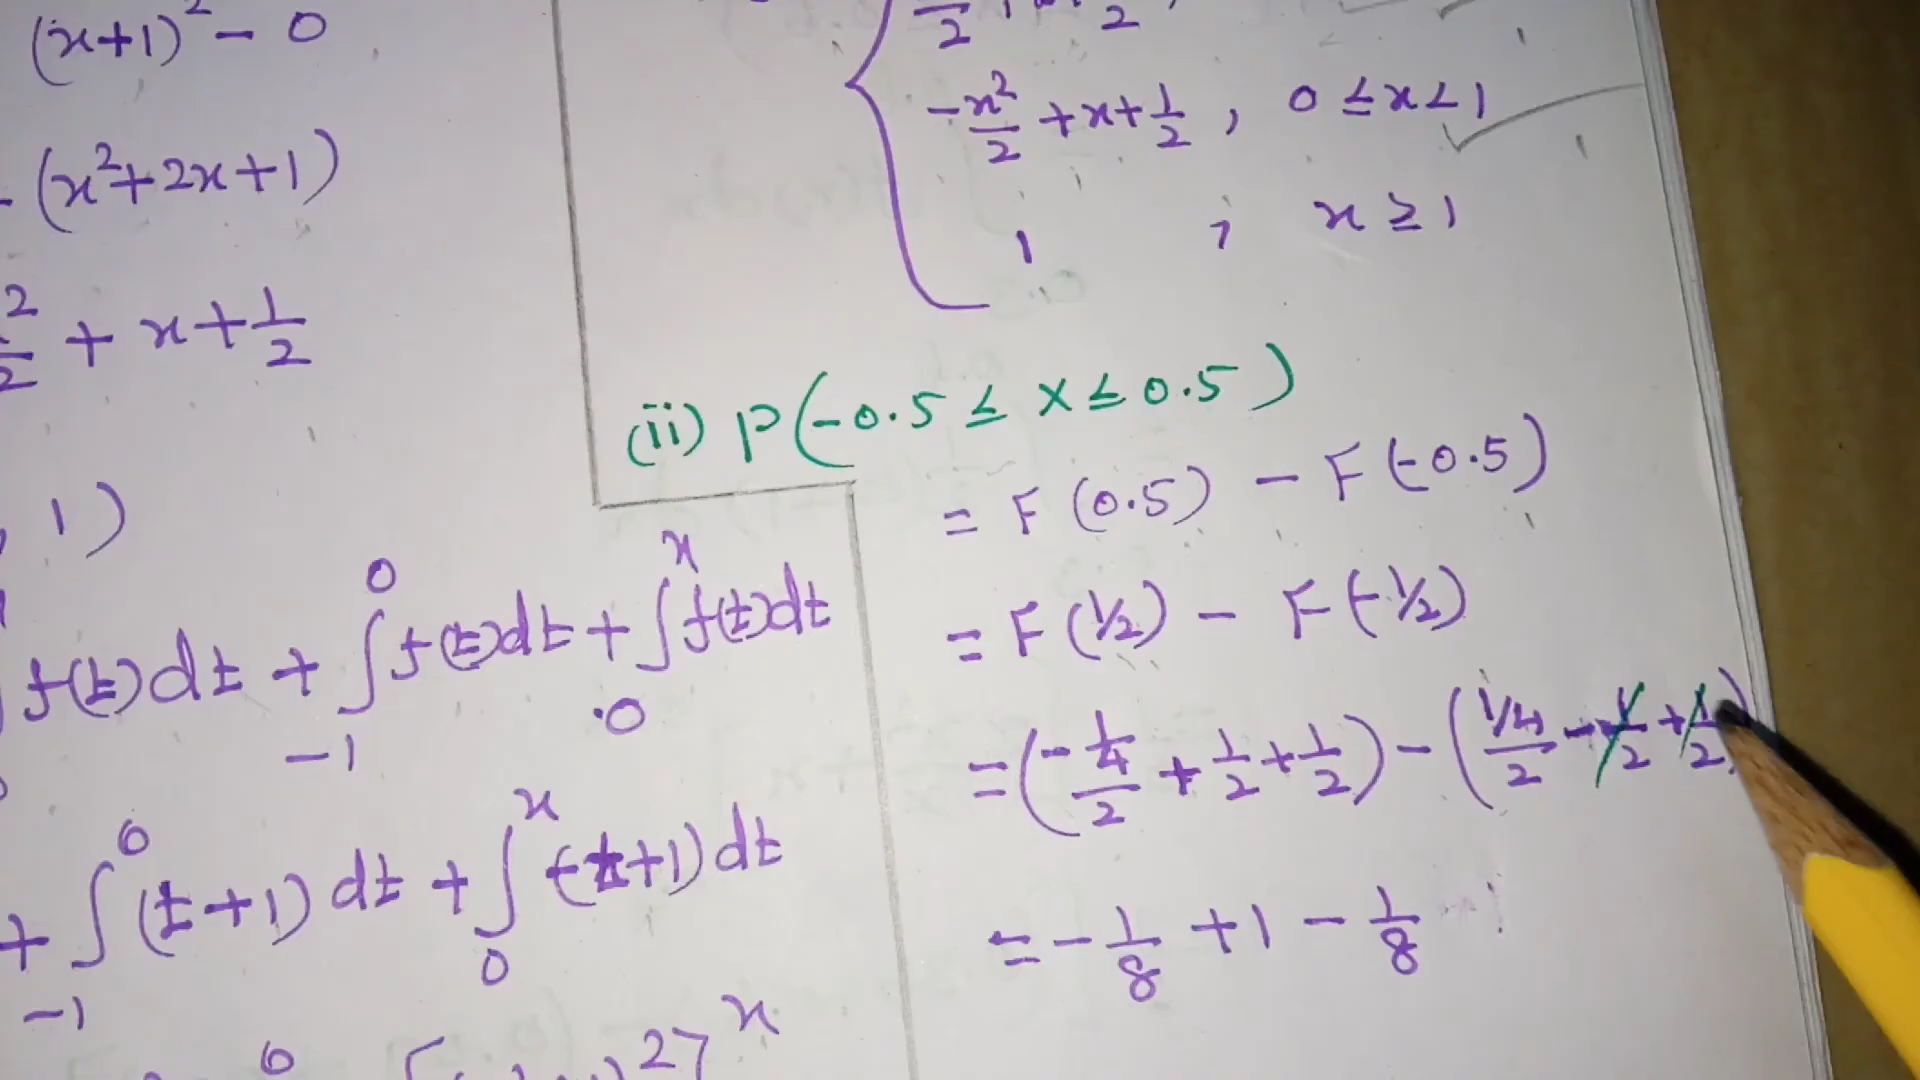 (x+1)² - 0
- (x²+2x+1)
²/2 + x + 1/2
, 1)
f(t)dt + ∫_{-1}^{0} f(t)dt + ∫_{0}^{x} f(t)dt
+ ∫_{-1}^{0} (t+1)dt + ∫_{0}^{x} (-t+1)dt
-x²/2 + x + 1/2 , 0 ≤ x < 1
1 , x ≥ 1
(ii) P(-0.5 ≤ X ≤ 0.5)
= F(0.5) - F(-0.5)
= F(1/2) - F(-1/2)
= (-(1/4)/2 + 1/2 + 1/2) - ((1/4)/2 - 1/2 + 1/2)
= -1/8 + 1 - 1/8